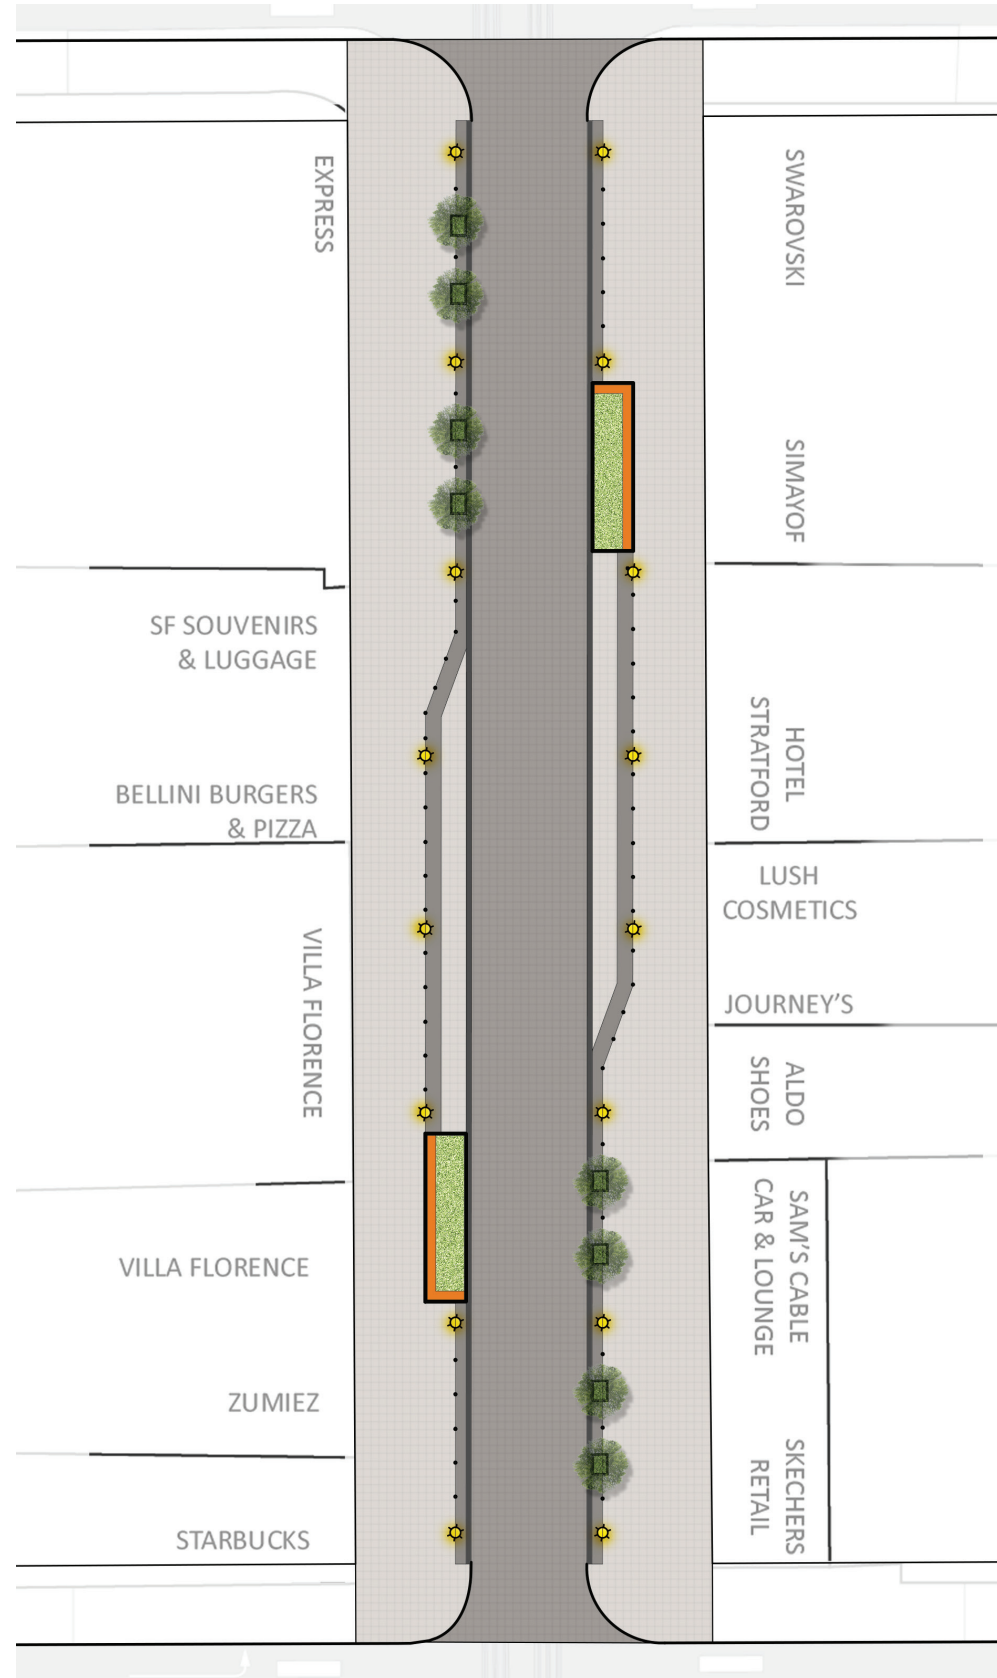 EXPRESS
SF SOUVENIRS
& LUGGAGE
BELLINI BURGERS
& PIZZA
VILLA FLORENCE
VILLA FLORENCE
ZUMIEZ
STARBUCKS
SWAROVSKI
SIMAYOF
HOTEL
STRATFORD
LUSH
COSMETICS
JOURNEY'S
ALDO
SHOES
SAM'S CABLE
CAR & LOUNGE
SKECHERS
RETAIL